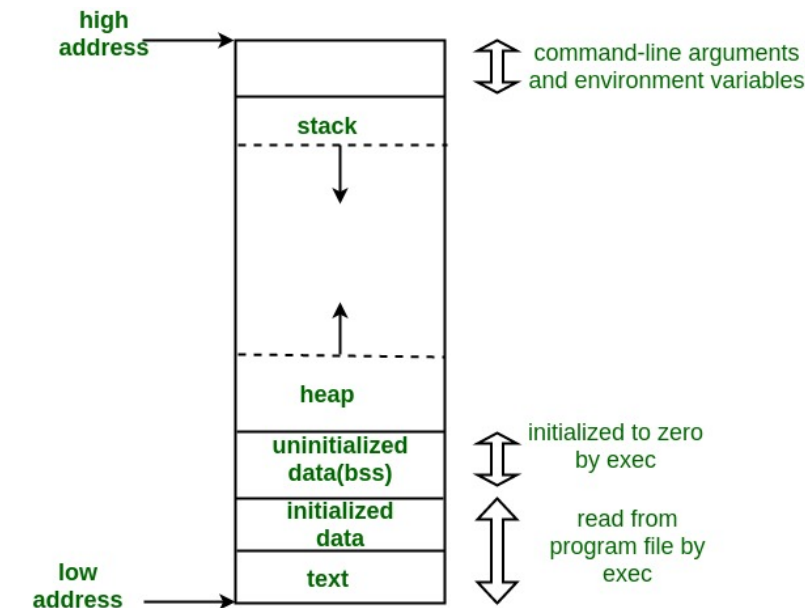 high
address
command-line arguments
and environment variables
stack
heap
uninitialized
data(bss)
initialized to zero
by exec
initialized
data
read from
program file by
exec
text
low
address